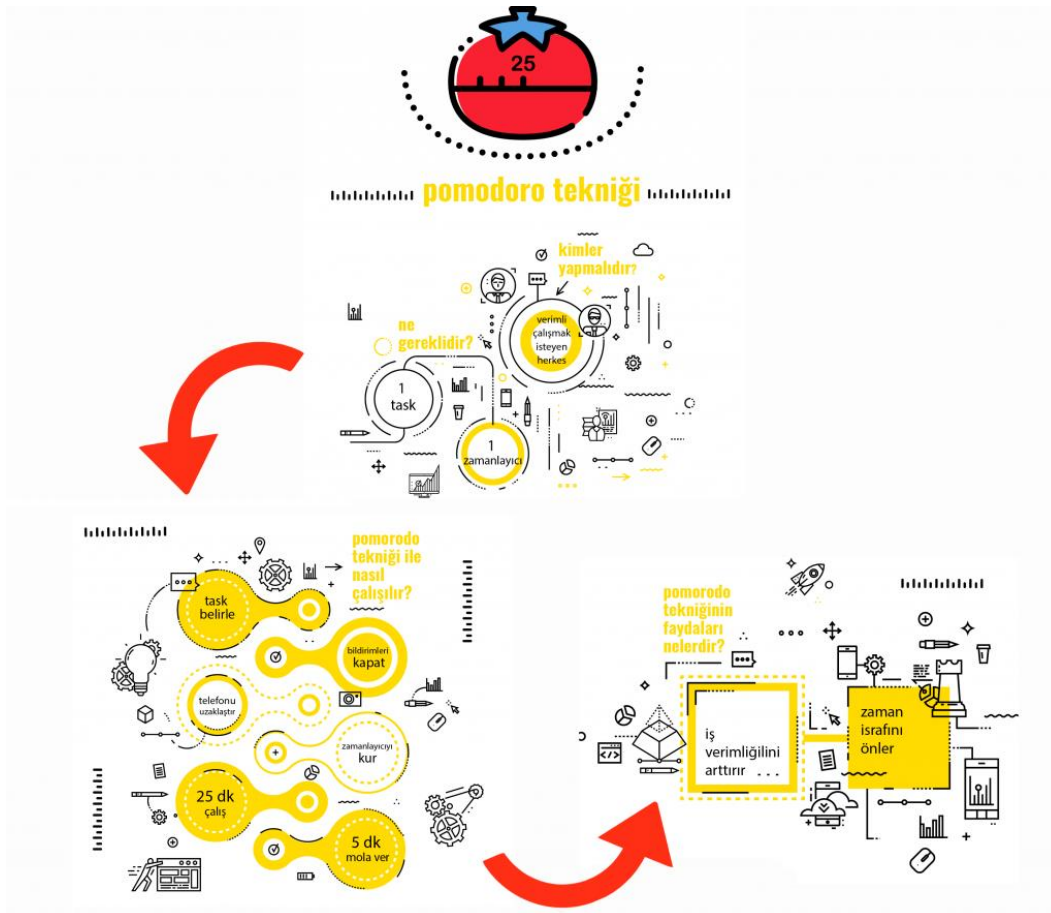 25
pomodoro tekniği
kimler
yapmalıdır?
verimli
çalışmak
isteyen
herkes
ne
gereklidir?
1
task
1
zamanlayıcı
pomorodo
tekniği ile
nasıl
çalışılır?
task
belirle
bildirimleri
kapat
telefonu
uzaklaştır
zamanlayıcıyı
kur
25 dk
çalış
5 dk
mola ver
pomorodo
tekniğinin
faydaları
nelerdir?
iş
verimliğilini
arttırır ...
zaman
israfını
önler